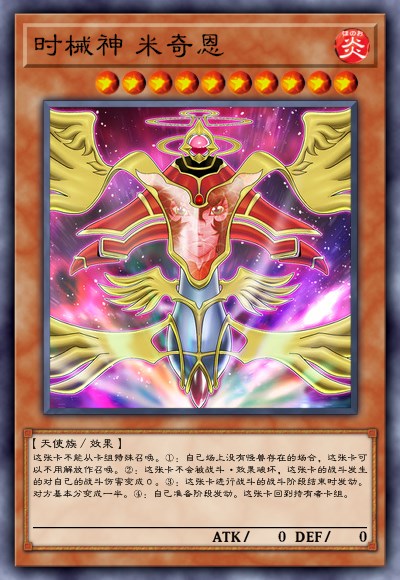 时械神 米奇恩
炎
ほのお
【天使族／效果】
这张卡不能从卡组特殊召唤。①：自己场上没有怪兽存在的场合，这张卡可
以不用解放作召唤。②：这张卡不会被战斗·效果破坏，这张卡的战斗发生
的对自己的战斗伤害变成０。③：这张卡进行战斗的战斗阶段结束时发动。
对方基本分变成一半。④：自己准备阶段发动。这张卡回到持有者卡组。
ATK/ 0 DEF/ 0